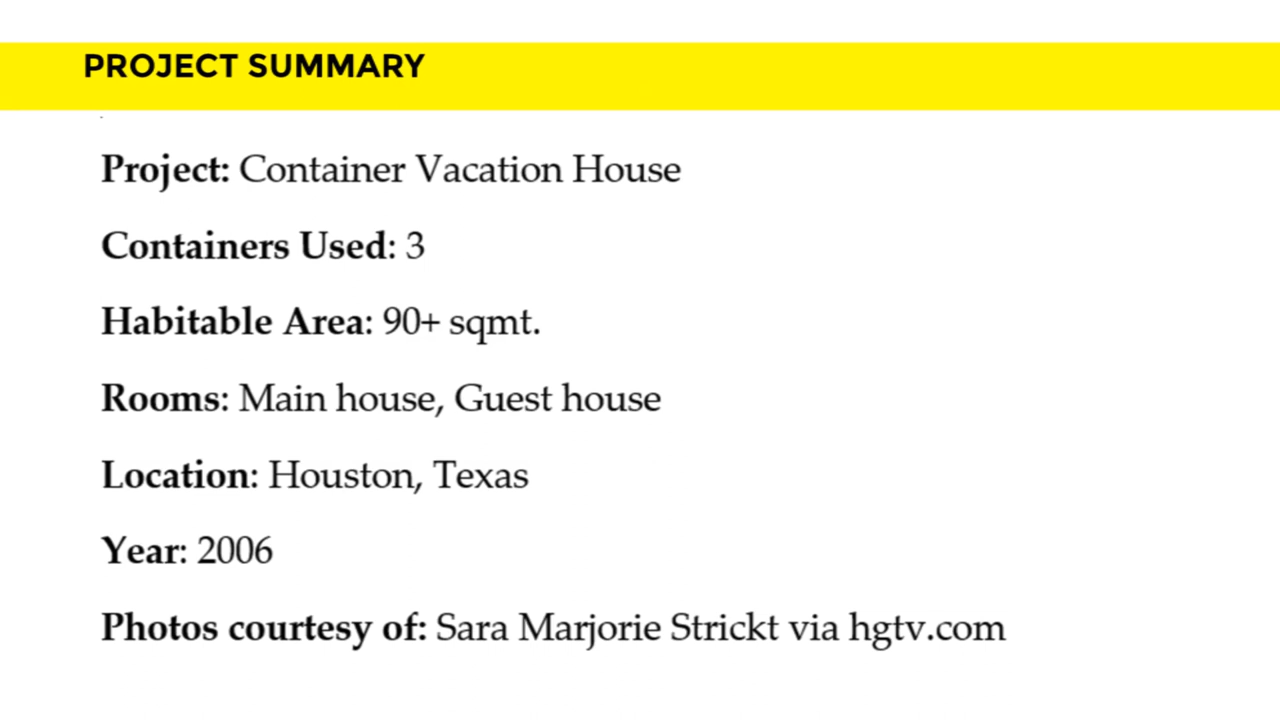 PROJECT SUMMARY
Project: Container Vacation House
Containers Used: 3
Habitable Area: 90+ sqmt.
Rooms: Main house, Guest house
Location: Houston, Texas
Year: 2006
Photos courtesy of: Sara Marjorie Strickt via hgtv.com